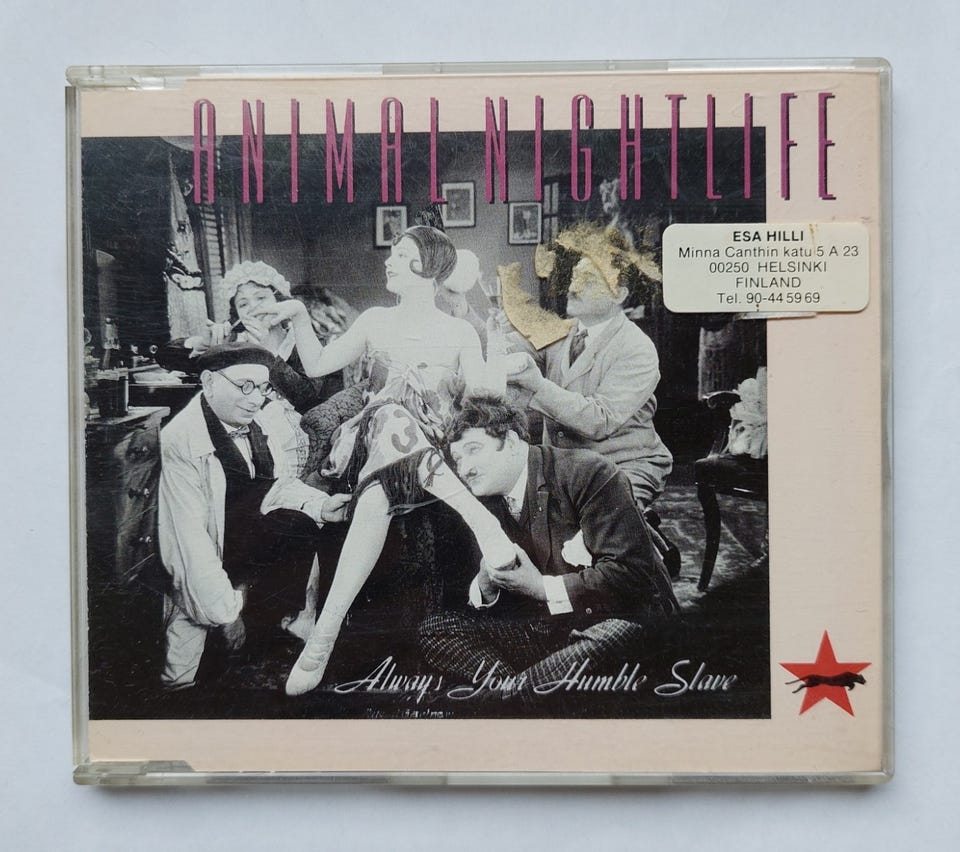 ANIMAL NIGHTLIFE
ESA HILLI
Minna Canthin katu 5 A 23
00250 HELSINKI
FINLAND
Tel. 90-44 59 69
Always Your Humble Slave